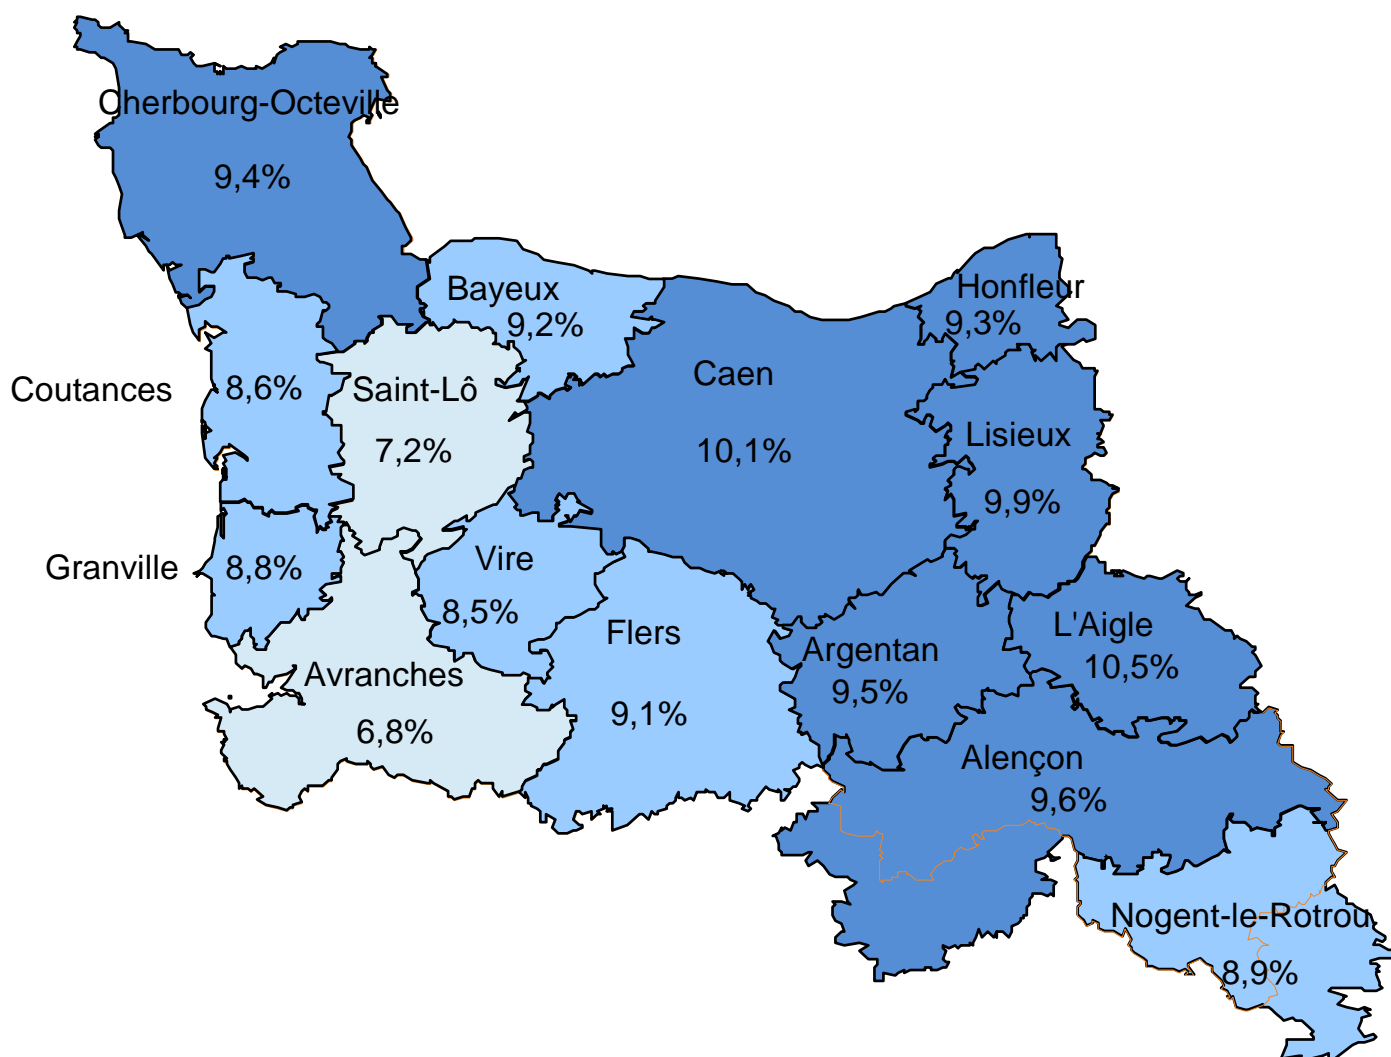 Cherbourg-Octeville
9,4%
Bayeux
9,2%
Honfleur
9,3%
Coutances
8,6%
Saint-Lô
7,2%
Caen
10,1%
Lisieux
9,9%
Granville
8,8%
Vire
8,5%
Flers
9,1%
Argentan
9,5%
L'Aigle
10,5%
Avranches
6,8%
Alençon
9,6%
Nogent-le-Rotrou
8,9%